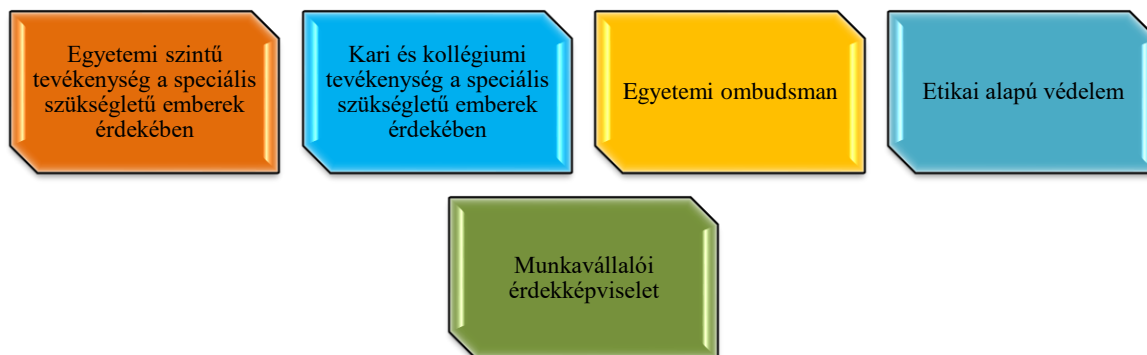 Egyetemi szintű
tevékenység a speciális
szükségletű emberek
érdekében
Kari és kollégiumi
tevékenység a speciális
szükségletű emberek
érdekében
Egyetemi ombudsman
Etikai alapú védelem
Munkavállalói
érdekképviselet